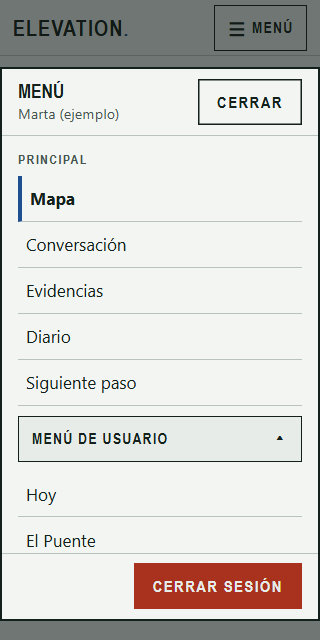 ELEVATION.
☰ MENÚ
MENÚ
CERRAR
Marta (ejemplo)
PRINCIPAL
Mapa
Conversación
Evidencias
Diario
Siguiente paso
MENÚ DE USUARIO
Hoy
El Puente
CERRAR SESIÓN